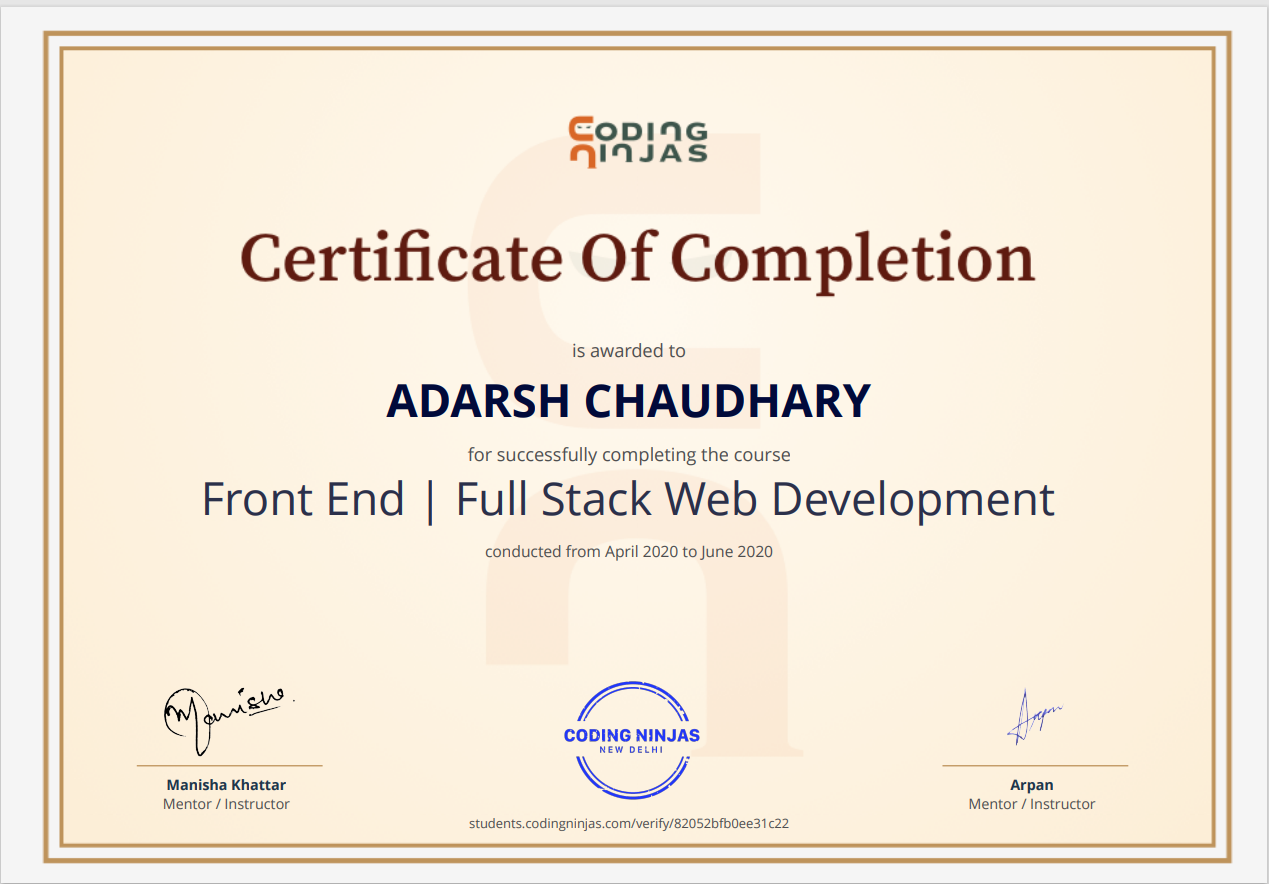 CODING
NINJAS
Certificate Of Completion
is awarded to
ADARSH CHAUDHARY
for successfully completing the course
Front End | Full Stack Web Development
conducted from April 2020 to June 2020
Manisha
Arpan
CODING NINJAS
NEW DELHI
Manisha Khattar
Mentor / Instructor
Arpan
Mentor / Instructor
students.codingninjas.com/verify/82052bfb0ee31c22